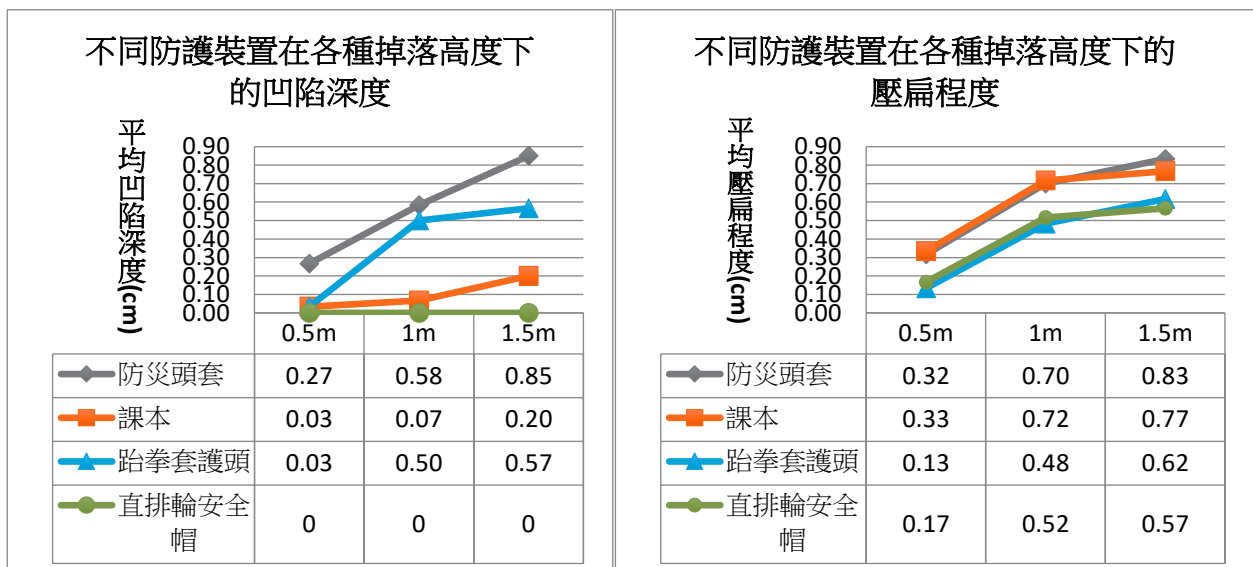 不同防護裝置在各種掉落高度下
的凹陷深度
平均凹陷深度(cm)
0.90
0.80
0.70
0.60
0.50
0.40
0.30
0.20
0.10
0.00
0.5m 1m 1.5m
防災頭套 0.27 0.58 0.85
課本 0.03 0.07 0.20
跆拳套護頭 0.03 0.50 0.57
直排輪安全
帽 0 0 0
不同防護裝置在各種掉落高度下的
壓扁程度
平均壓扁程度(cm)
0.90
0.80
0.70
0.60
0.50
0.40
0.30
0.20
0.10
0.00
0.5m 1m 1.5m
防災頭套 0.32 0.70 0.83
課本 0.33 0.72 0.77
跆拳套護頭 0.13 0.48 0.62
直排輪安全
帽 0.17 0.52 0.57